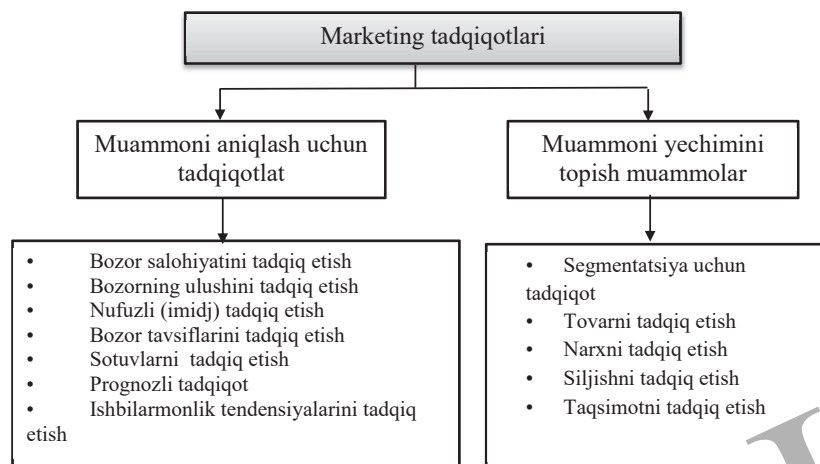 Marketing tadqiqotlari
Muammoni aniqlash uchun
tadqiqotlat
Muammoni yechimini
topish muammolar
• Bozor salohiyatini tadqiq etish
• Bozorning ulushini tadqiq etish
• Nufuzli (imidj) tadqiq etish
• Bozor tavsiflarini tadqiq etish
• Sotuvlarni tadqiq etish
• Prognozli tadqiqot
• Ishbilarmonlik tendensiyalarini tadqiq
etish
• Segmentatsiya uchun
tadqiqot
• Tovarni tadqiq etish
• Narxni tadqiq etish
• Siljishni tadqiq etish
• Taqsimotni tadqiq etish